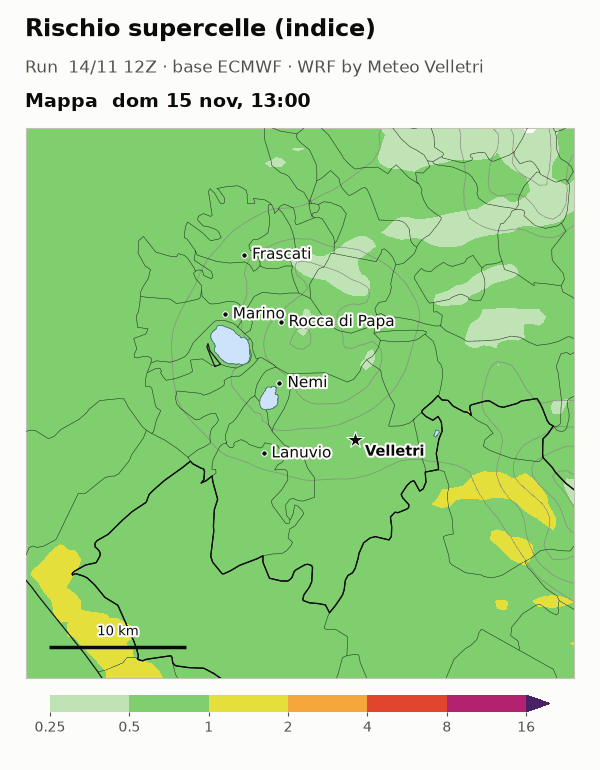 Rischio supercelle (indice)
Run  14/11 12Z · base ECMWF · WRF by Meteo Velletri
Mappa  dom 15 nov, 13:00
Frascati
Marino
Rocca di Papa
Nemi
Velletri
Lanuvio
10 km
0.25 0.5 1 2 4 8 16